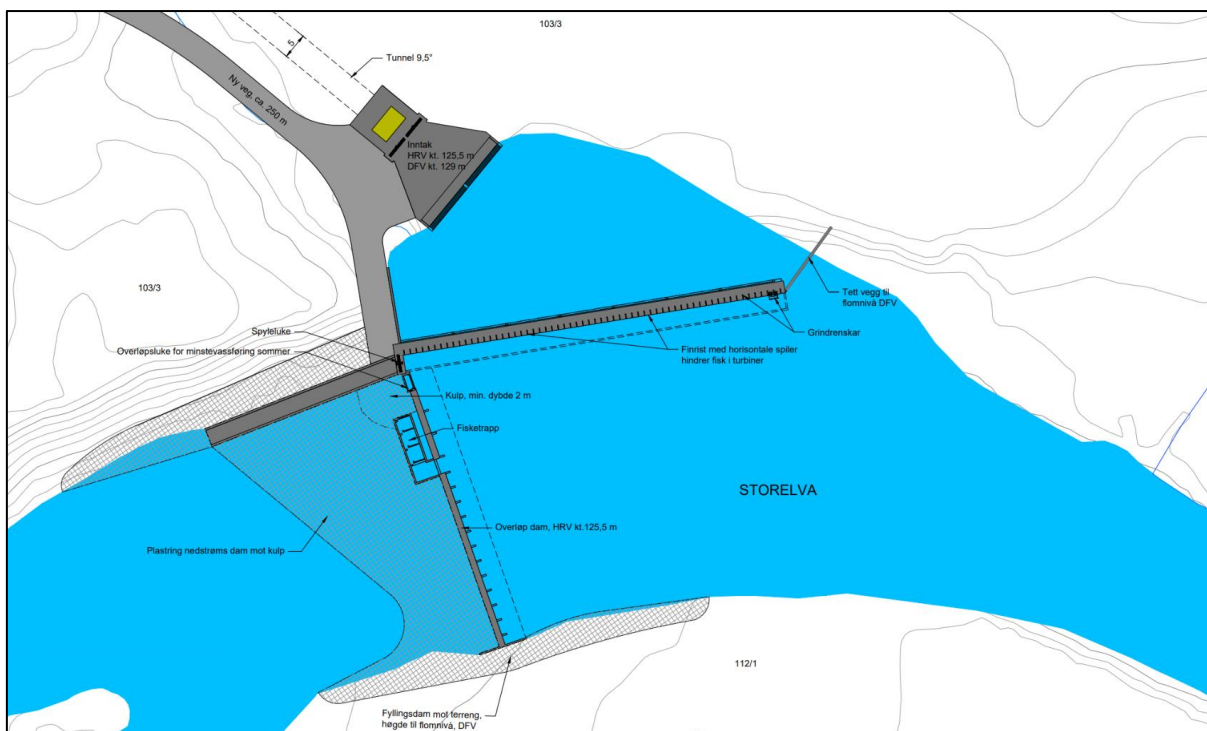 103/3
5
Tunnel 9,5°
Ny veg, ca. 250 m
Inntak
HRV kt. 125,5 m
DFV kt. 129 m
103/3
Tett vegg til
flomnivå DFV
Grindrenskar
Spyleluke
Overløpsluke for minstevassføring sommer
Finrist med horisontale spiler
hindrer fisk i turbiner
Kulp, min. dybde 2 m
Fisketrapp
STORELVA
Overløp dam, HRV kt.125,5 m
Plastring nedstrøms dam mot kulp
112/1
Fyllingsdam mot terreng,
høgde til flomnivå, DFV